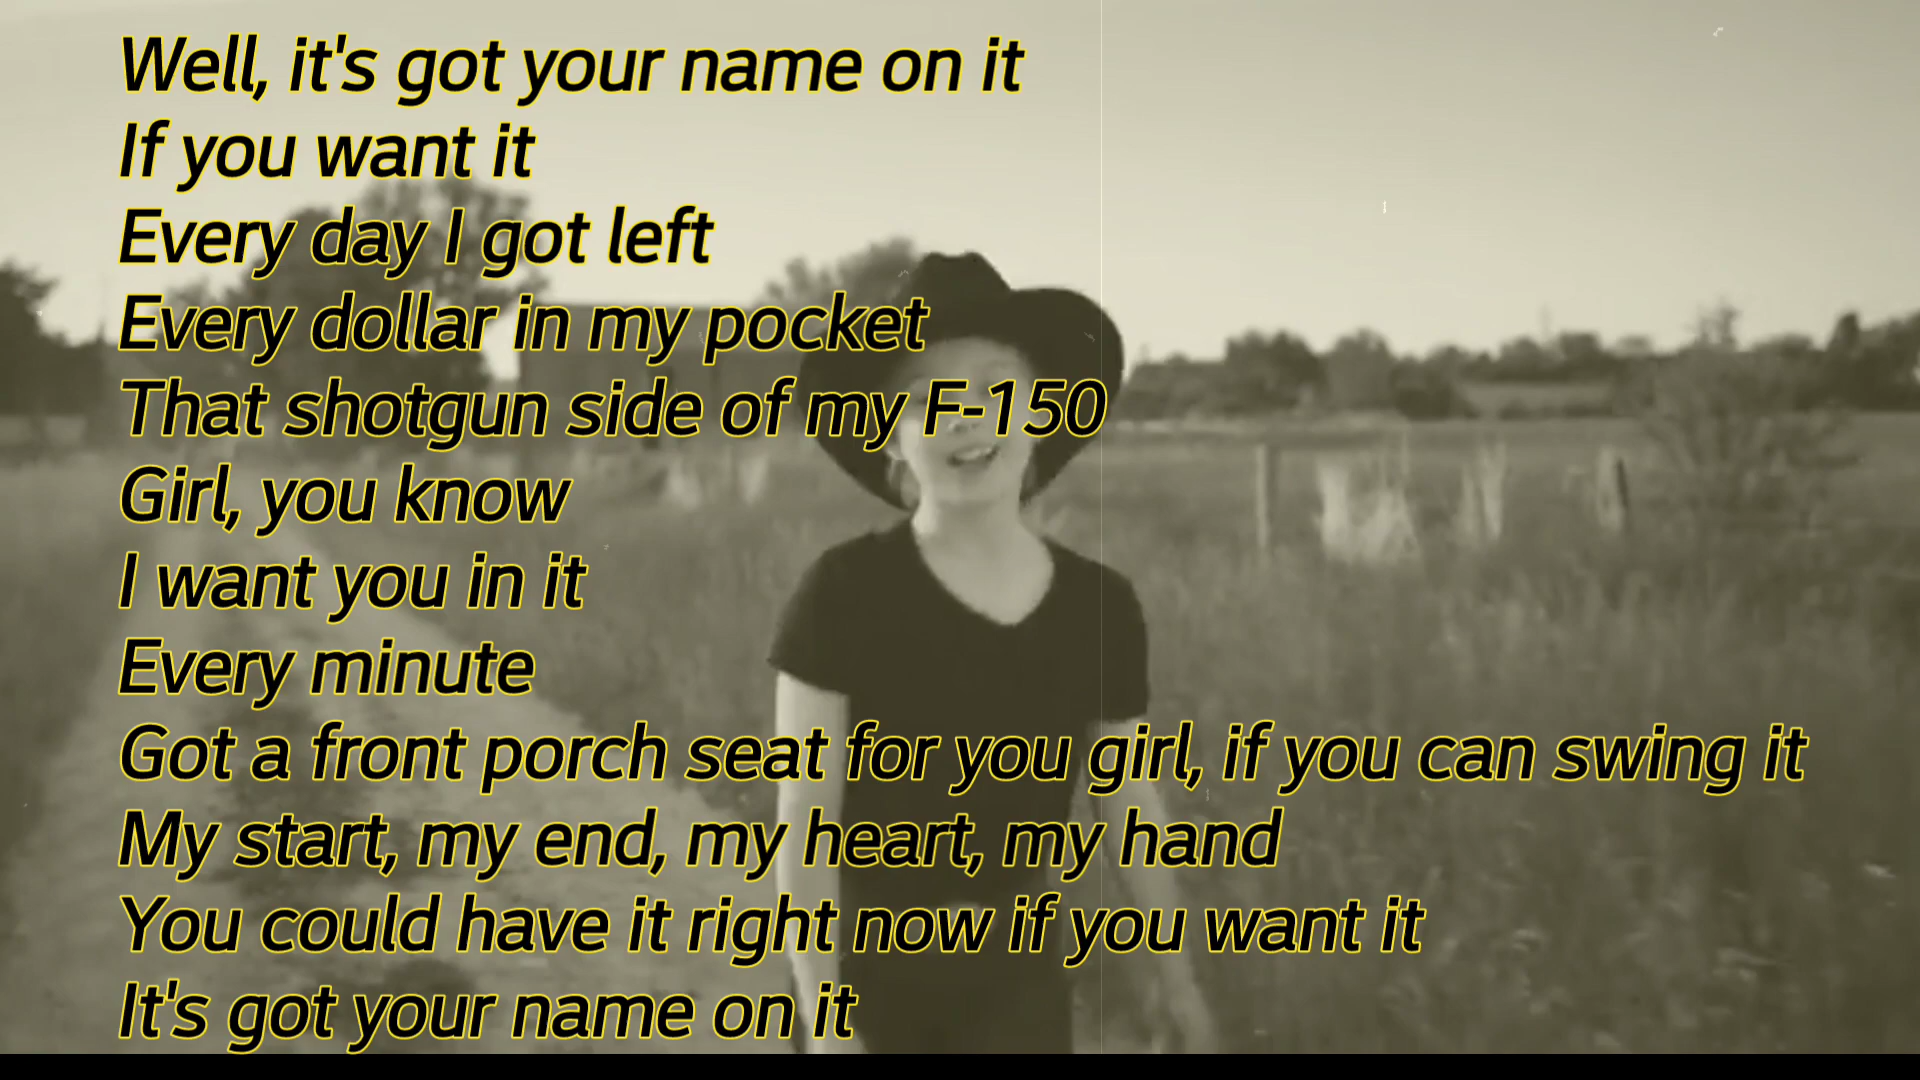 Well, it's got your name on it
If you want it
Every day I got left
Every dollar in my pocket
That shotgun side of my F-150
Girl, you know
I want you in it
Every minute
Got a front porch seat for you girl, if you can swing it
My start, my end, my heart, my hand
You could have it right now if you want it
It's got your name on it